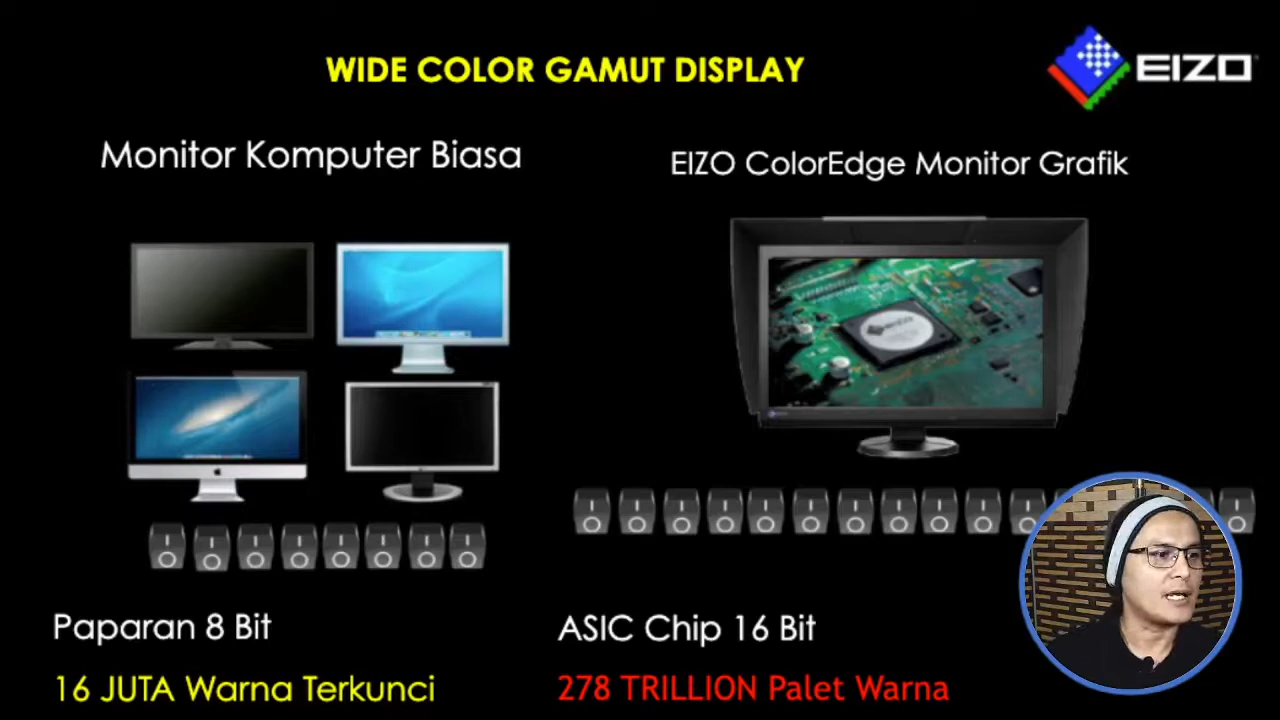 WIDE COLOR GAMUT DISPLAY
EIZO
Monitor Komputer Biasa
EIZO ColorEdge Monitor Grafik
EIZO
Paparan 8 Bit
ASIC Chip 16 Bit
16 JUTA Warna Terkunci
278 TRILLION Palet Warna